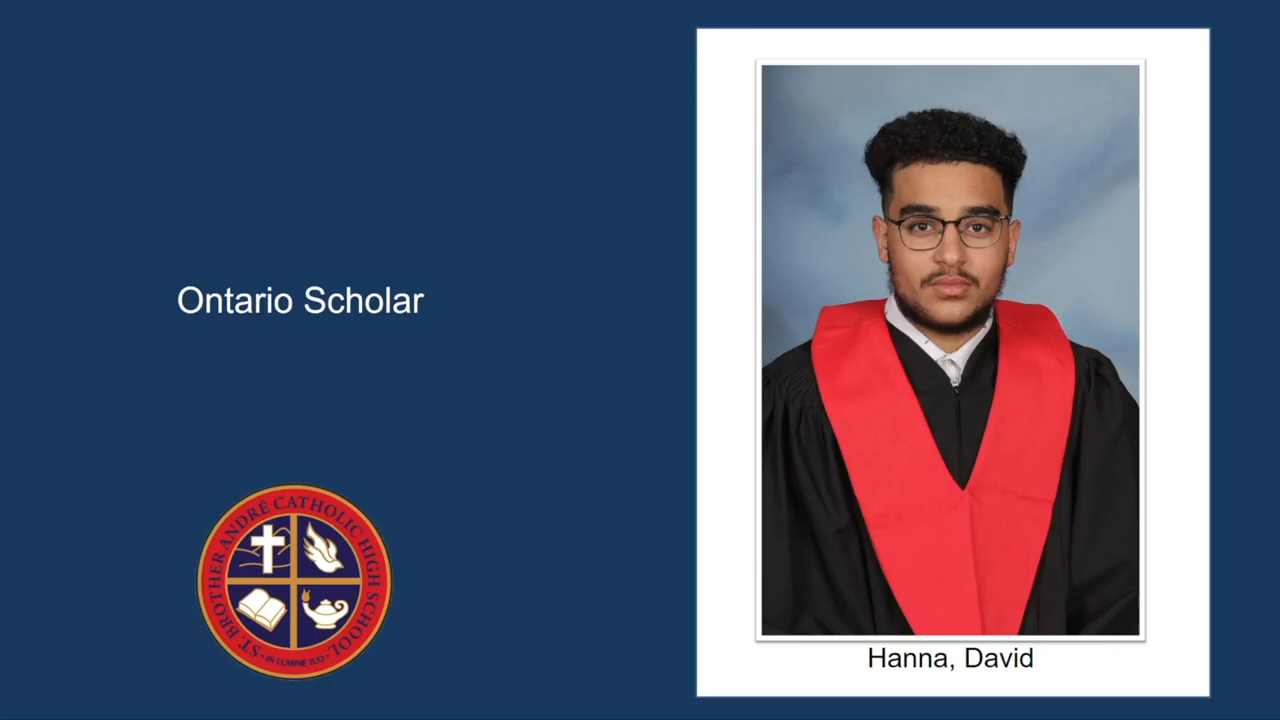 Ontario Scholar
ST. BROTHER ANDRÉ CATHOLIC HIGH SCHOOL
• IN LUMINE TUO •
Hanna, David